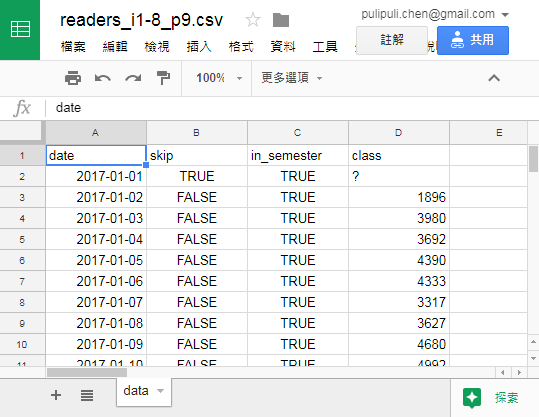 readers_i1-8_p9.csv
pulipuli.chen@gmail.com
檔案 編輯 檢視 插入 格式 資料 工具
註解 共用
100% 更多選項
fx date
A B C D E
1 date skip in_semester class
2 2017-01-01 TRUE TRUE ?
3 2017-01-02 FALSE TRUE 1896
4 2017-01-03 FALSE TRUE 3980
5 2017-01-04 FALSE TRUE 3692
6 2017-01-05 FALSE TRUE 4390
7 2017-01-06 FALSE TRUE 4333
8 2017-01-07 FALSE TRUE 3317
9 2017-01-08 FALSE TRUE 3627
10 2017-01-09 FALSE TRUE 4680
11 2017-01-10 FALSE TRUE 4992
data
探索